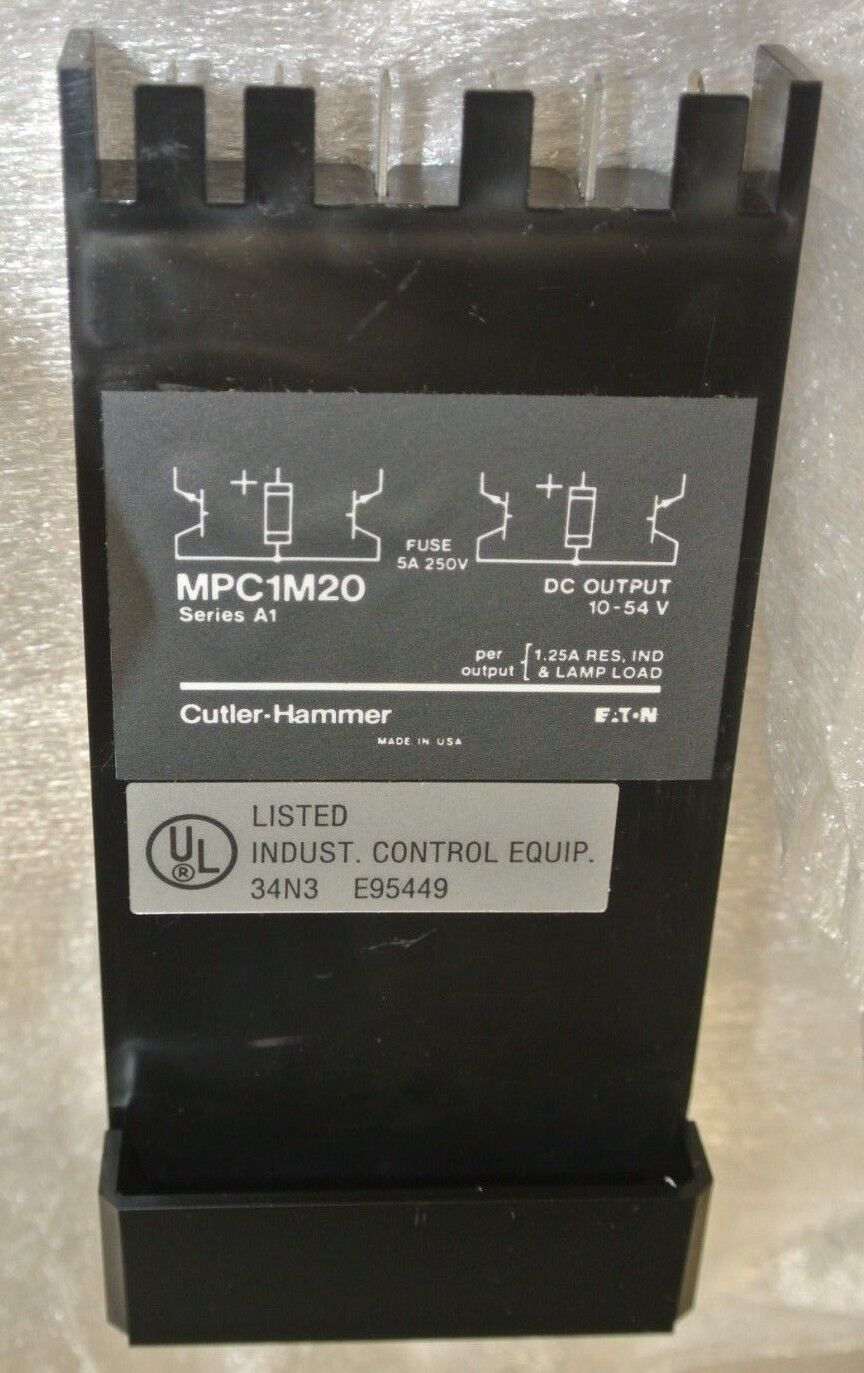 + +
FUSE
5A 250V
MPC1M20
Series A1
DC OUTPUT
10-54 V
per output { 1.25A RES, IND
& LAMP LOAD
Cutler-Hammer
EAT•N
MADE IN USA
UL® LISTED
INDUST. CONTROL EQUIP.
34N3 E95449